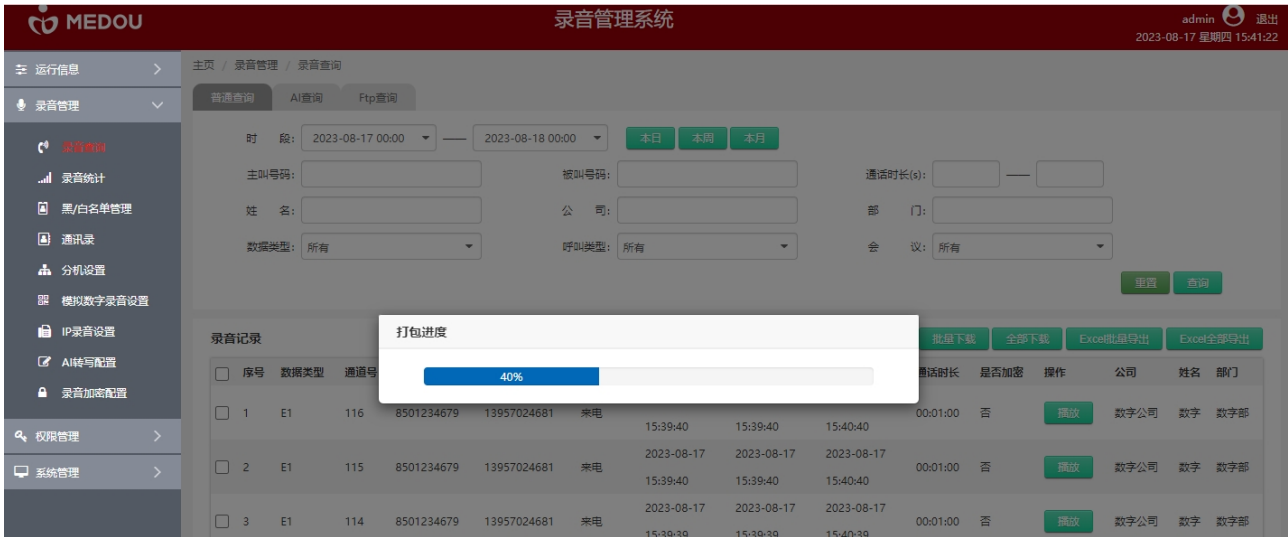 MEDOU
录音管理系统
admin 退出
2023-08-17 星期四 15:41:22
运行信息
录音管理
录音查询
录音统计
黑/白名单管理
通讯录
分机设置
模拟数字录音设置
IP录音设置
AI转写配置
录音加密配置
权限管理
系统管理
主页 / 录音管理 / 录音查询
普通查询 AI查询 Ftp查询
时 段: 2023-08-17 00:00 —— 2023-08-18 00:00 本日 本周 本月
主叫号码: 被叫号码: 通话时长(s): ——
姓 名: 公 司: 部 门:
数据类型: 所有 呼叫类型: 所有 会 议: 所有
重置 查询
录音记录 批量下载 全部下载 Excel批量导出 Excel全部导出
打包进度
40%
序号 数据类型 通道号 通话时长 是否加密 操作 公司 姓名 部门
1 E1 116 8501234679 13957024681 来电 15:39:40 15:39:40 15:40:40 00:01:00 否 播放 数字公司 数字 数字部
2023-08-17 2023-08-17 2023-08-17
2 E1 115 8501234679 13957024681 来电 00:01:00 否 播放 数字公司 数字 数字部
15:39:40 15:39:40 15:40:40
2023-08-17 2023-08-17 2023-08-17
3 E1 114 8501234679 13957024681 来电 00:01:00 否 播放 数字公司 数字 数字部
15:39:39 15:39:39 15:40:39